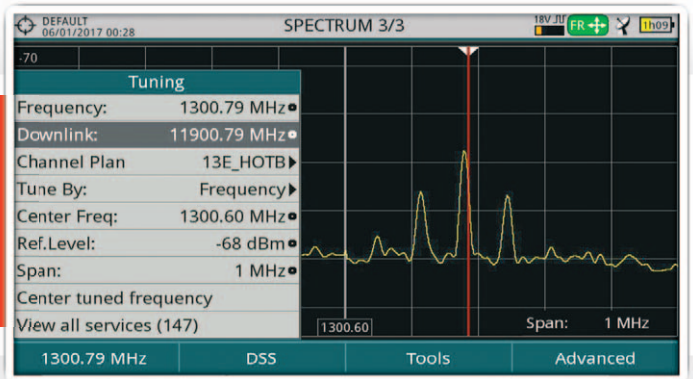 DEFAULT
06/01/2017 00:28
SPECTRUM 3/3
18V
FR
1h09
-70
Tuning
Frequency: 1300.79 MHz
Downlink: 11900.79 MHz
Channel Plan 13E_HOTB
Tune By: Frequency
Center Freq: 1300.60 MHz
Ref.Level: -68 dBm
Span: 1 MHz
Center tuned frequency
View all services (147)
1300.60
Span: 1 MHz
1300.79 MHz
DSS
Tools
Advanced